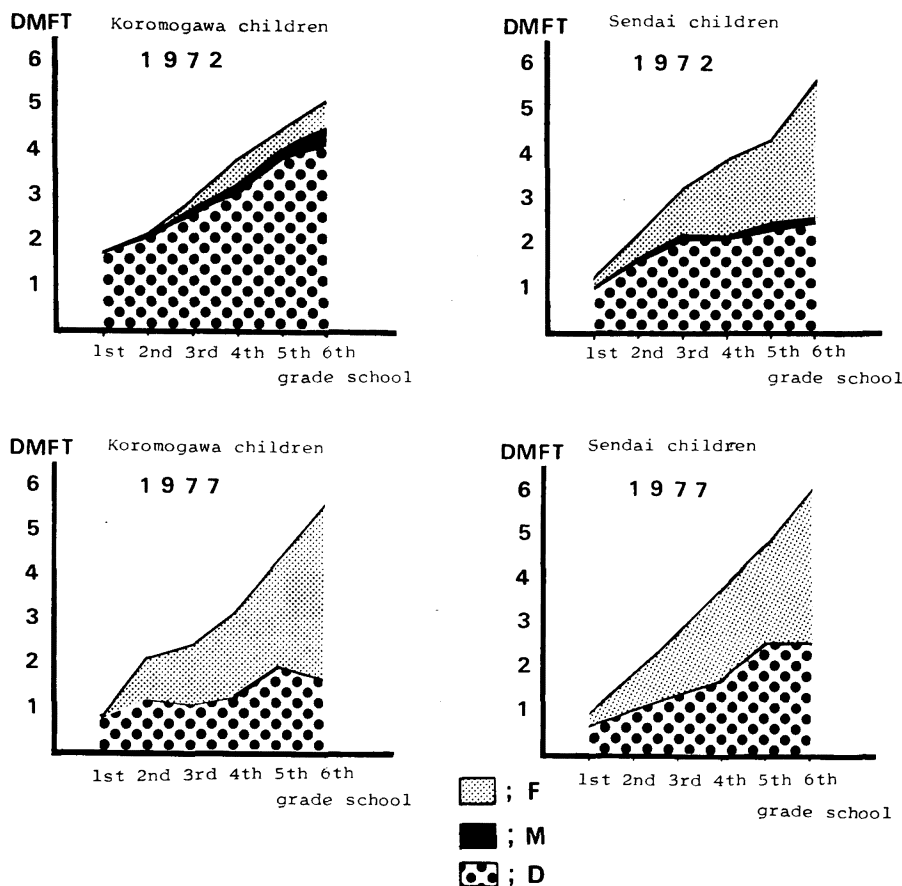 DMFT Koromogawa children
1972
6
5
4
3
2
1
1st 2nd 3rd 4th 5th 6th
grade school
DMFT Sendai children
1972
6
5
4
3
2
1
1st 2nd 3rd 4th 5th 6th
grade school
DMFT Koromogawa children
1977
6
5
4
3
2
1
1st 2nd 3rd 4th 5th 6th
grade school
DMFT Sendai children
1977
6
5
4
3
2
1
1st 2nd 3rd 4th 5th 6th
grade school
; F
; M
; D